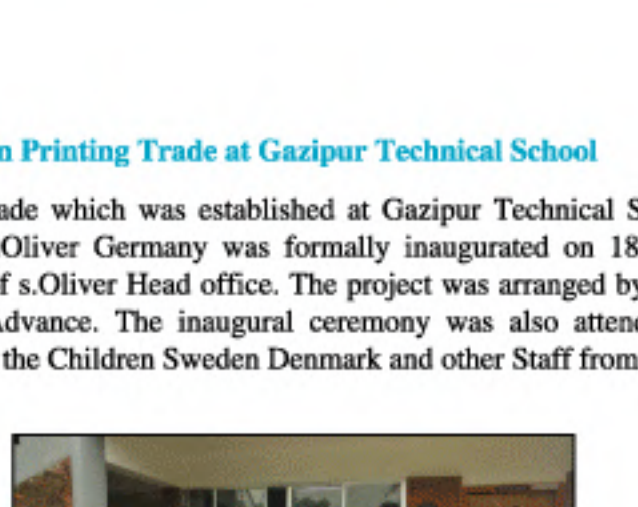 n Printing Trade at Gazipur Technical School
ade which was established at Gazipur Technical S
Oliver Germany was formally inaugurated on 18
f s.Oliver Head office. The project was arranged by
Advance. The inaugural ceremony was also attend
the Children Sweden Denmark and other Staff from